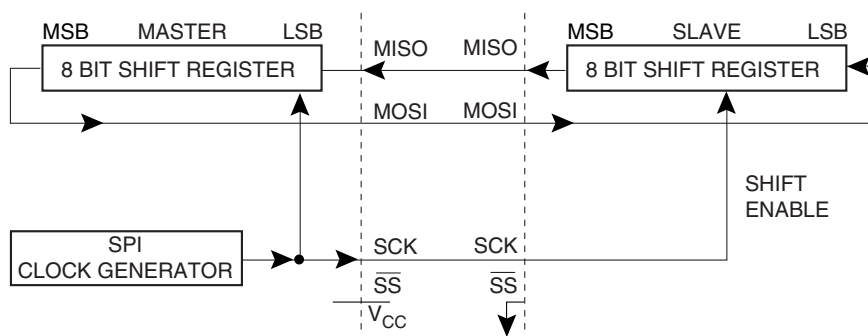 MSB MASTER LSB
MISO MISO
MSB SLAVE LSB
8 BIT SHIFT REGISTER
8 BIT SHIFT REGISTER
MOSI MOSI
SHIFT
ENABLE
SPI
CLOCK GENERATOR
SCK SCK
SS SS
VCC